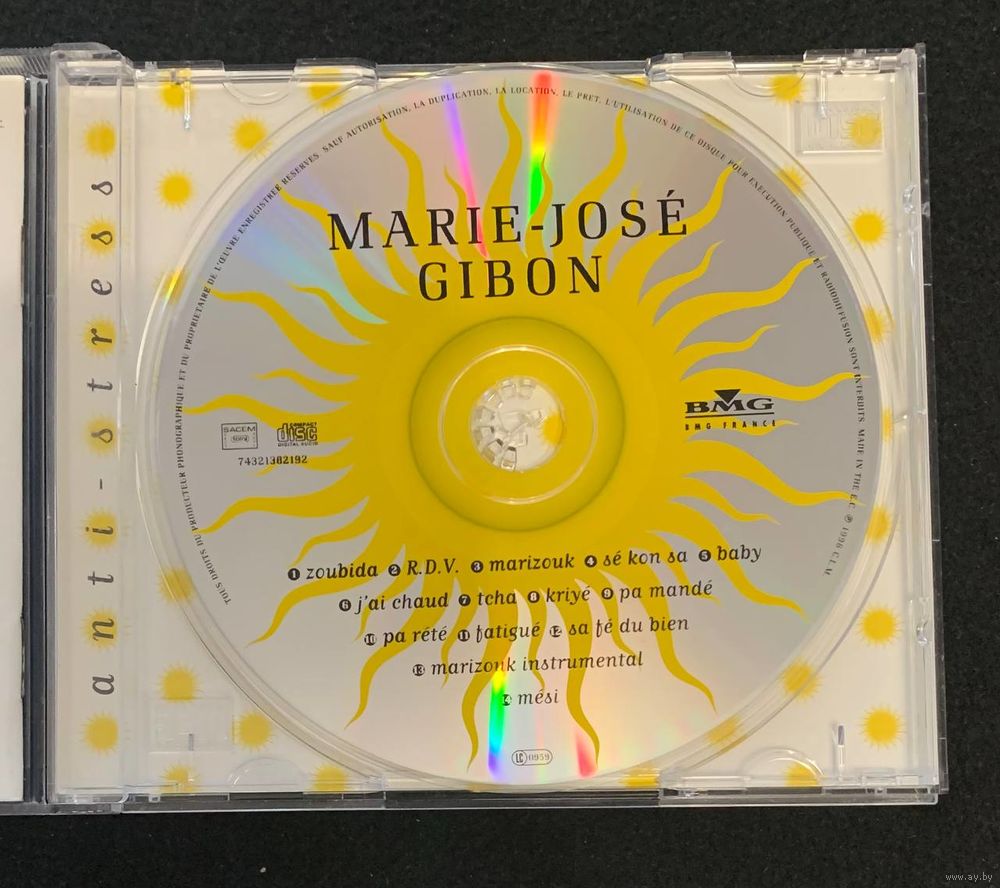 anti-stress
TOUS DROITS DU PRODUCTEUR PHONOGRAPHIQUE ET DU PROPRIETAIRE DE L'ŒUVRE ENREGISTREE RESERVES. SAUF AUTORISATION, LA DUPLICATION, LA LOCATION, LE PRET, L'UTILISATION DE CE DISQUE POUR EXECUTION PUBLIQUE ET RADIODIFFUSION SONT INTERDITS. MADE IN THE E.C. ℗ 1996 C.L.M.
MARIE-JOSÉ
GIBON
SACEM
COMPACT
disc
DIGITAL AUDIO
74321382192
BMG
BMG FRANCE
1 zoubida 2 R.D.V. 3 marizouk 4 sé kon sa 5 baby
6 j'ai chaud 7 tcha 8 kriyé 9 pa mandé
10 pa rété 11 fatigué 12 sa fé du bien
13 marizouk instrumental
14 mési
LC 0959
www.ay.by